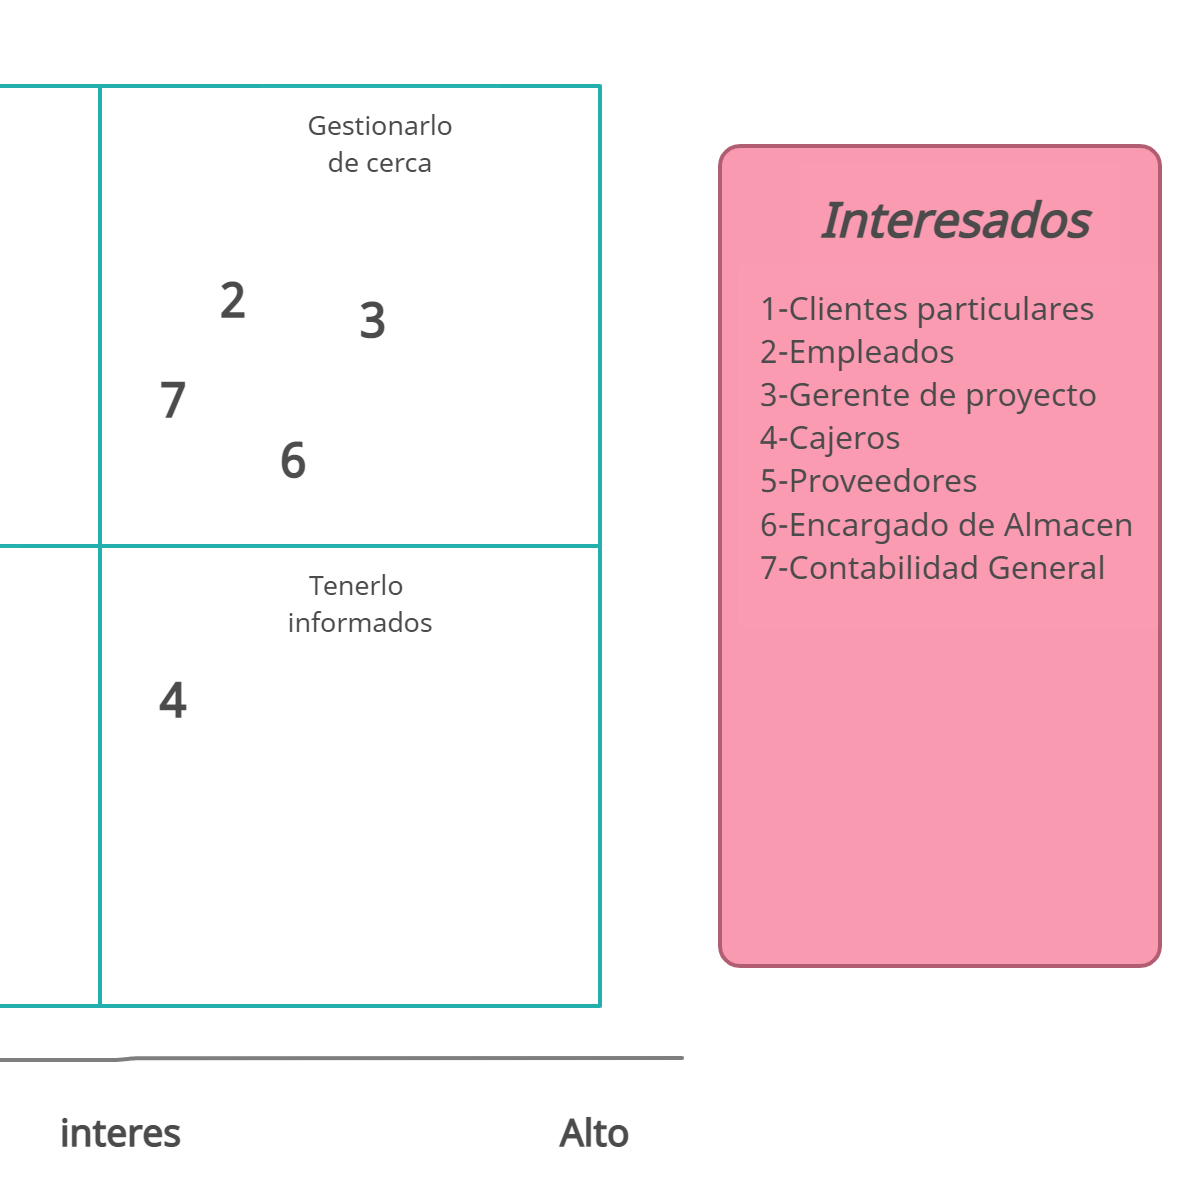 Gestionarlo
de cerca
2
3
7
6
Tenerlo
informados
4
interes
Alto
Interesados
1-Clientes particulares
2-Empleados
3-Gerente de proyecto
4-Cajeros
5-Proveedores
6-Encargado de Almacen
7-Contabilidad General